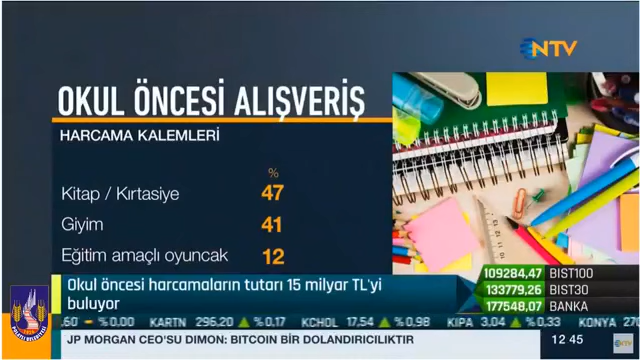 NTV
OKUL ÖNCESİ ALIŞVERİŞ
HARCAMA KALEMLERİ
%
Kitap / Kırtasiye 47
Giyim 41
Eğitim amaçlı oyuncak 12
Okul öncesi harcamaların tutarı 15 milyar TL'yi
buluyor
109284,47 BIST100
133779,26 BIST30
177548,07 BANKA
.60 %0,00 KARTN 296,20 %0,17 KCHOL 17,54 %0,98 KIPA 3,04 %0,33 KONYA 270
JP MORGAN CEO'SU DIMON: BITCOIN BIR DOLANDIRICILIKTIR
12 45
NTV